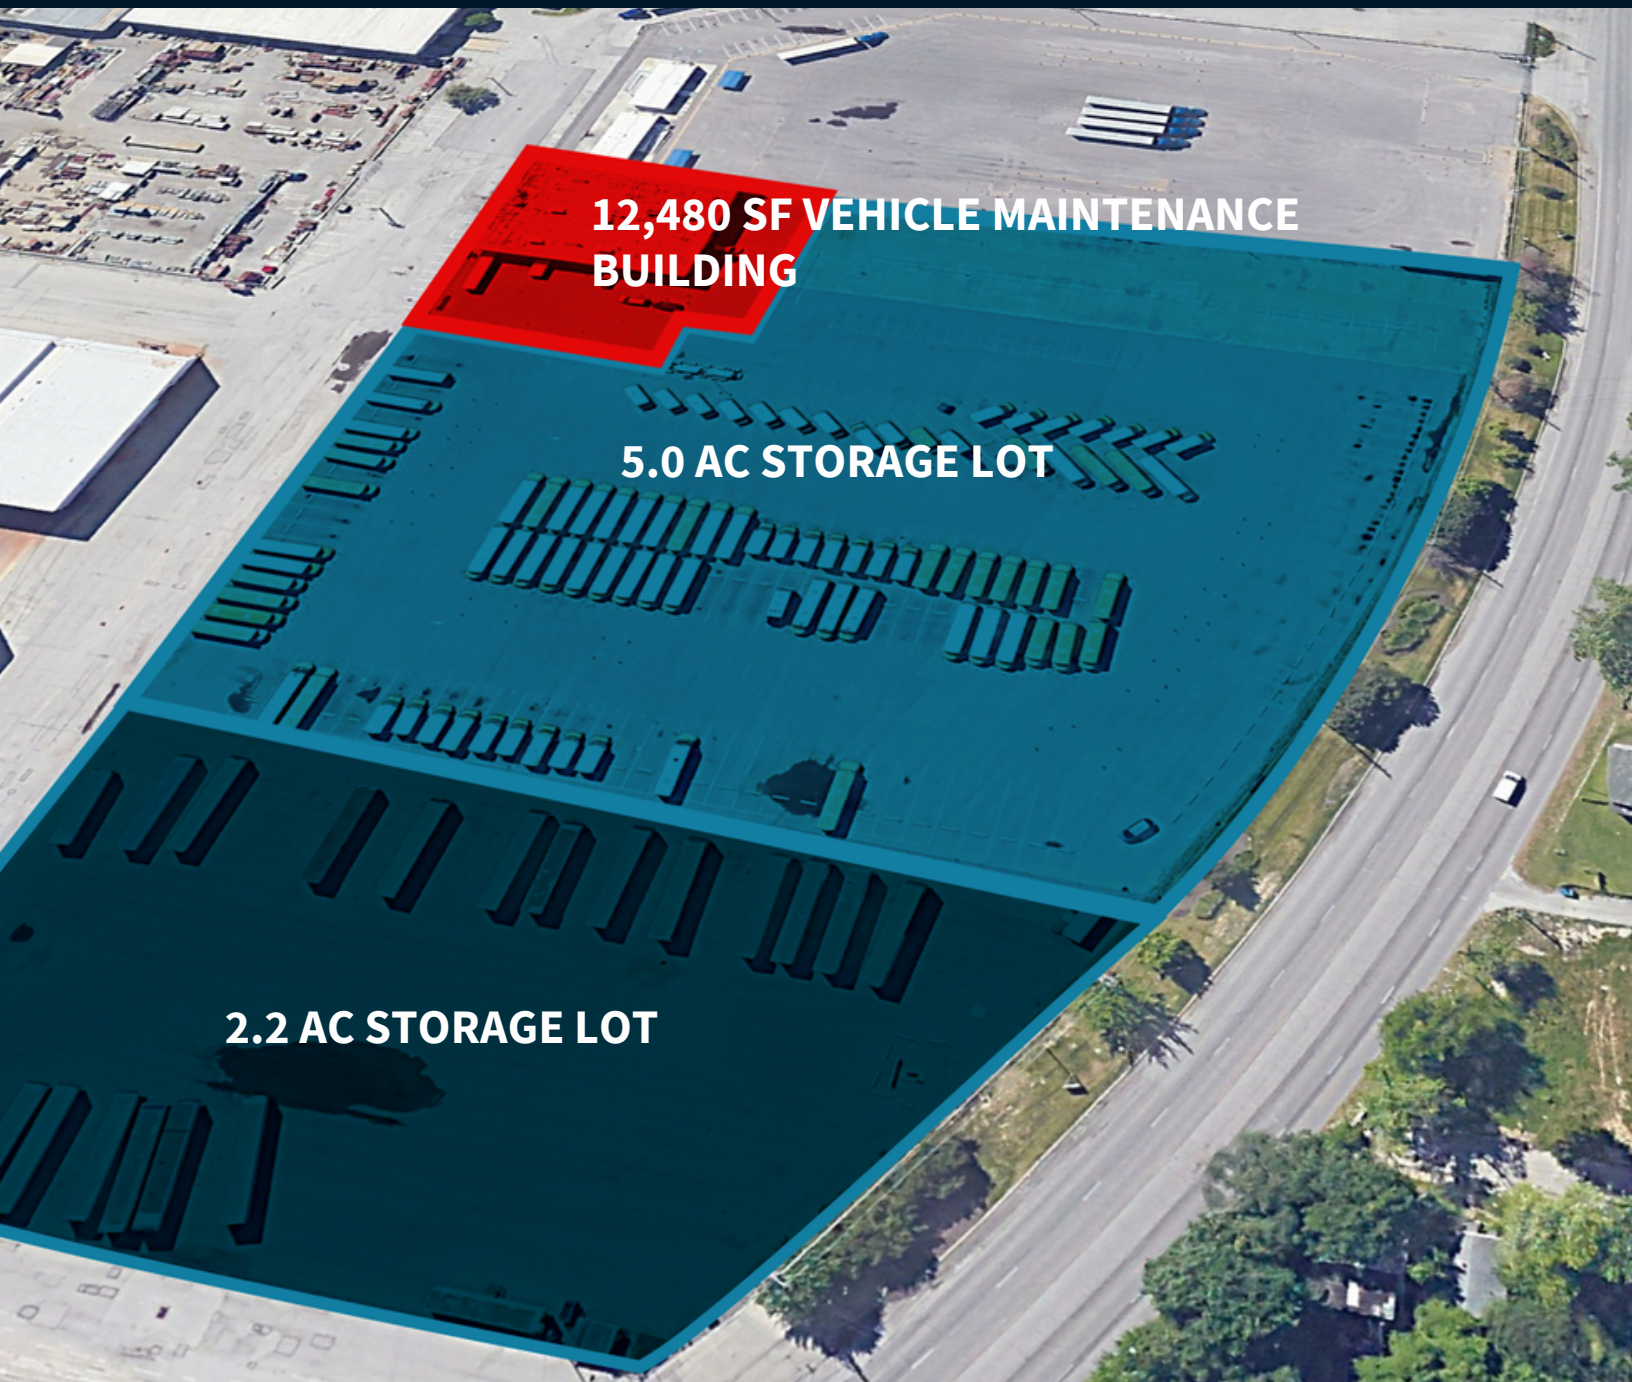 12,480 SF VEHICLE MAINTENANCE
BUILDING
5.0 AC STORAGE LOT
2.2 AC STORAGE LOT